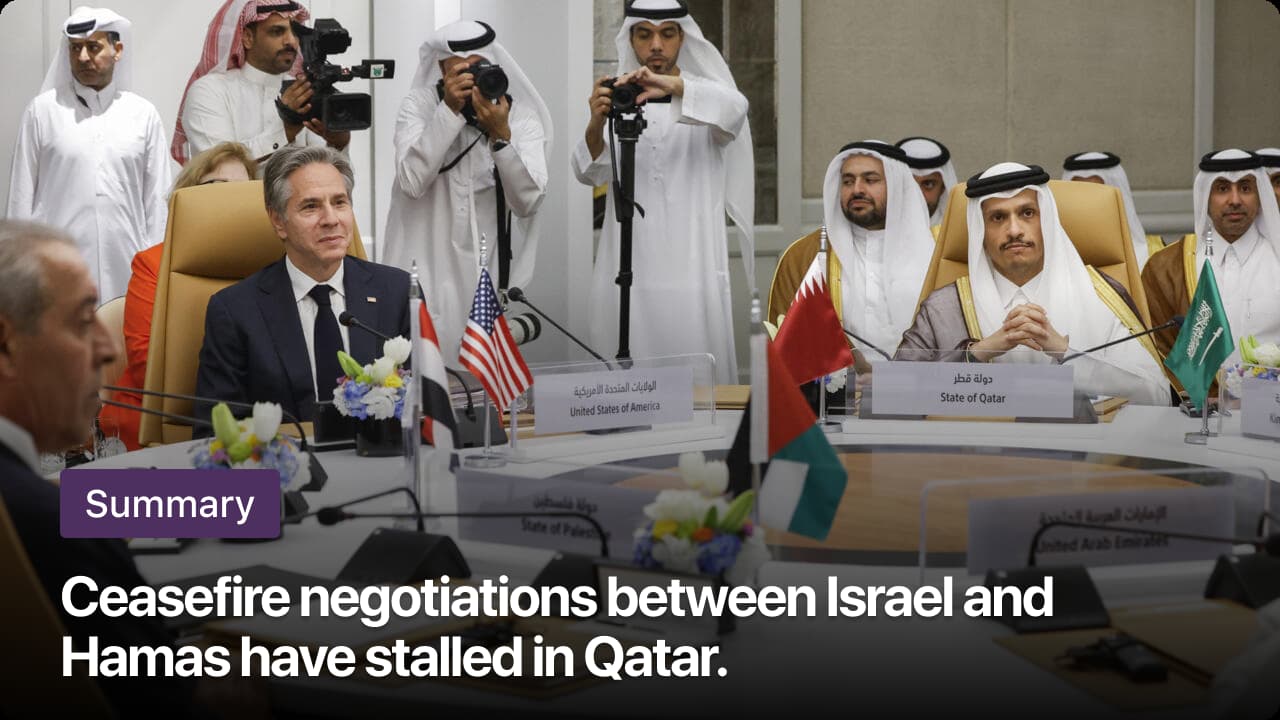 الولايات المتحدة الأمريكية
United States of America
دولة قطر
State of Qatar
دولة فلسطين
State of
الإمارات العربية المتحدة
United Arab Emirates
Summary
Ceasefire negotiations between Israel and
Hamas have stalled in Qatar.